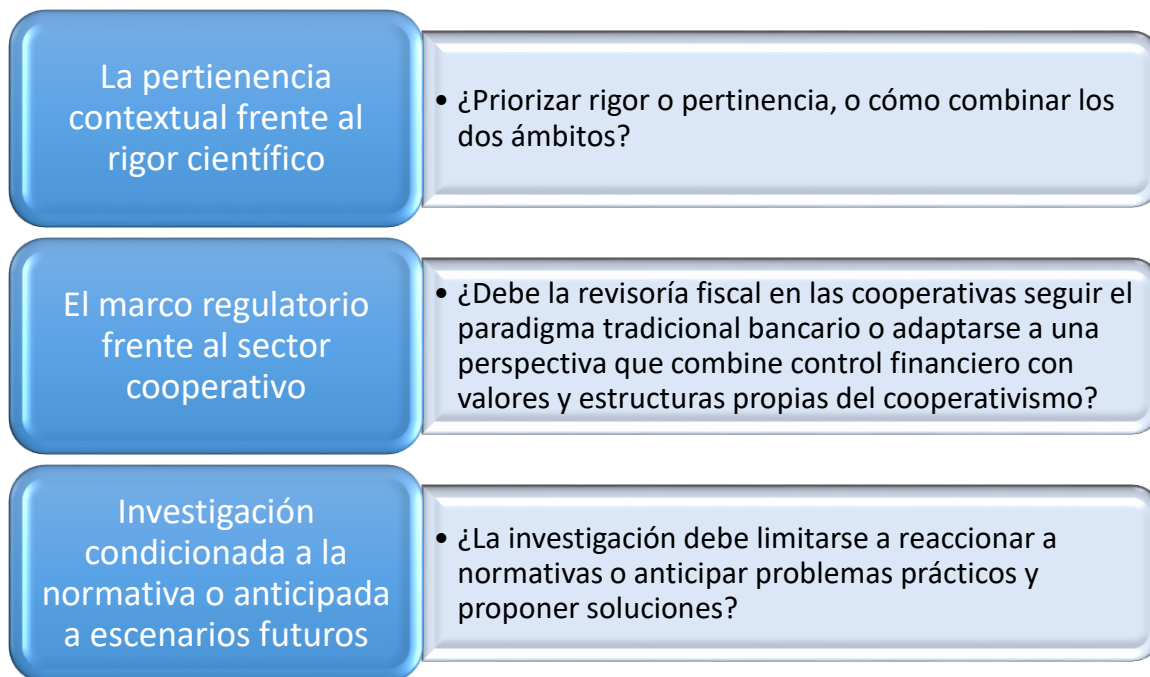 La pertienencia
contextual frente al
rigor científico
• ¿Priorizar rigor o pertinencia, o cómo combinar los
dos ámbitos?
El marco regulatorio
frente al sector
cooperativo
• ¿Debe la revisoría fiscal en las cooperativas seguir el
paradigma tradicional bancario o adaptarse a una
perspectiva que combine control financiero con
valores y estructuras propias del cooperativismo?
Investigación
condicionada a la
normativa o anticipada
a escenarios futuros
• ¿La investigación debe limitarse a reaccionar a
normativas o anticipar problemas prácticos y
proponer soluciones?